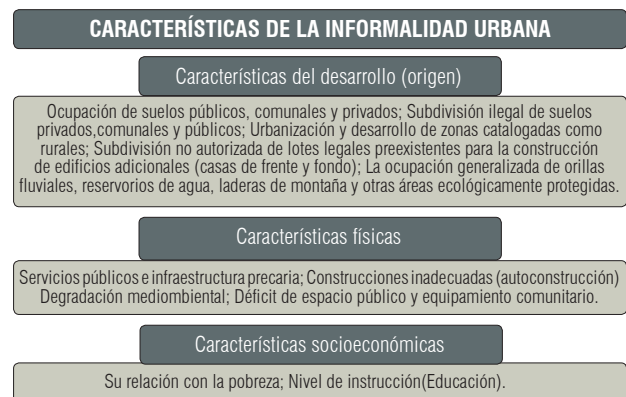 CARACTERÍSTICAS DE LA INFORMALIDAD URBANA
Características del desarrollo (origen)
Ocupación de suelos públicos, comunales y privados; Subdivisión ilegal de suelos
privados,comunales y públicos; Urbanización y desarrollo de zonas catalogadas como
rurales; Subdivisión no autorizada de lotes legales preexistentes para la construcción
de edificios adicionales (casas de frente y fondo); La ocupación generalizada de orillas
fluviales, reservorios de agua, laderas de montaña y otras áreas ecológicamente protegidas.
Características físicas
Servicios públicos e infraestructura precaria; Construcciones inadecuadas (autoconstrucción)
Degradación mediombiental; Déficit de espacio público y equipamiento comunitario.
Características socioeconómicas
Su relación con la pobreza; Nivel de instrucción(Educación).